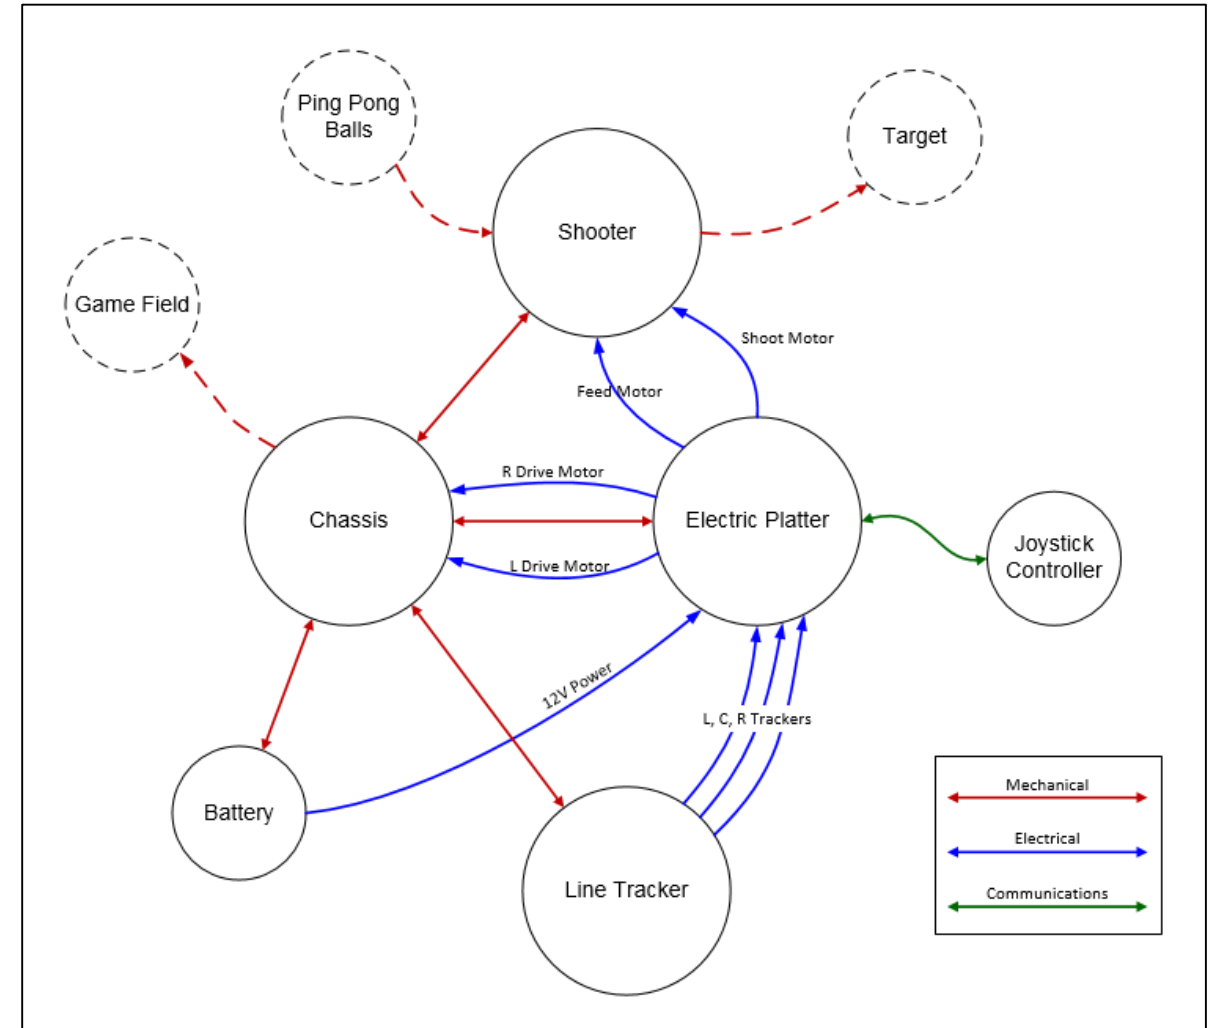 Ping Pong
Balls
Target
Shooter
Game Field
Shoot Motor
Feed Motor
R Drive Motor
Chassis
Electric Platter
Joystick
Controller
L Drive Motor
12V Power
L, C, R Trackers
Battery
Line Tracker
Mechanical
Electrical
Communications